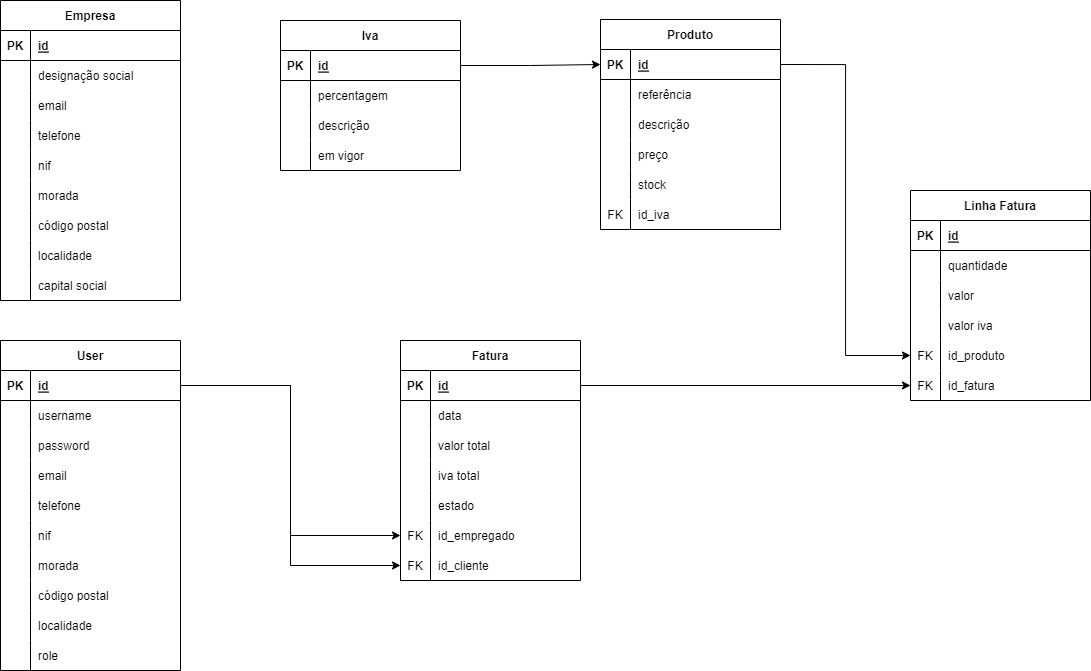 Empresa
PK id
designação social
email
telefone
nif
morada
código postal
localidade
capital social
Iva
PK id
percentagem
descrição
em vigor
Produto
PK id
referência
descrição
preço
stock
FK id_iva
Linha Fatura
PK id
quantidade
valor
valor iva
FK id_produto
FK id_fatura
User
PK id
username
password
email
telefone
nif
morada
código postal
localidade
role
Fatura
PK id
data
valor total
iva total
estado
FK id_empregado
FK id_cliente